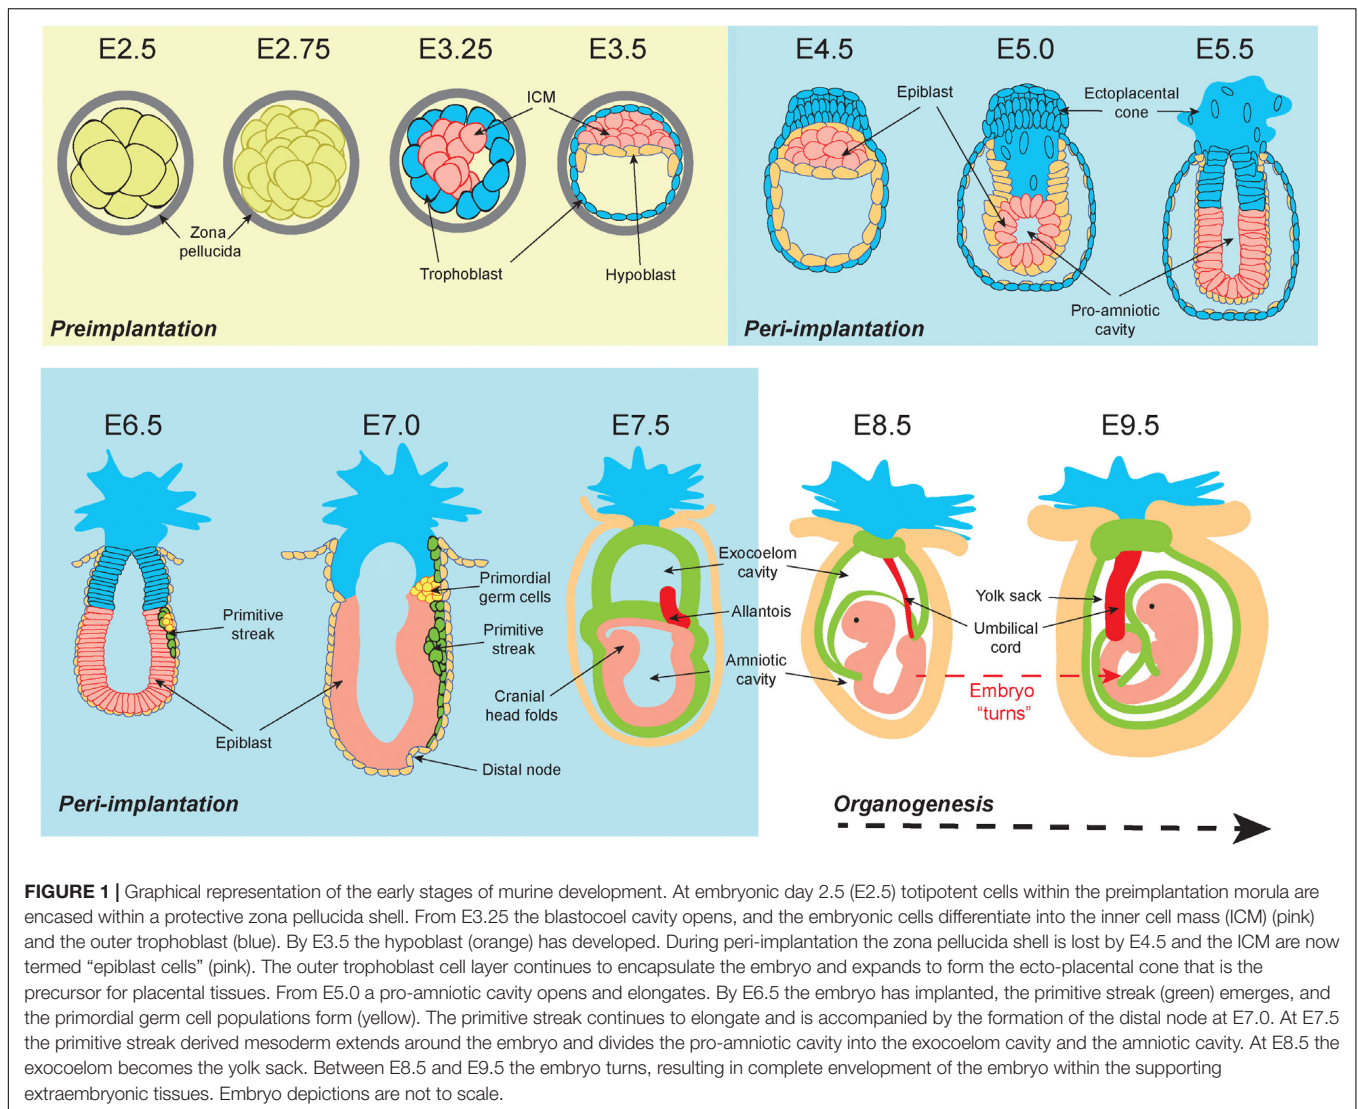 E2.5 E2.75 E3.25 E3.5 E4.5 E5.0 E5.5
ICM
Epiblast
Ectoplacental
cone
Zona
pellucida
Trophoblast
Hypoblast
Pro-amniotic
cavity
Preimplantation
Peri-implantation
E6.5 E7.0 E7.5 E8.5 E9.5
Primitive
streak
Epiblast
Primordial
germ cells
Primitive
streak
Cranial
head folds
Distal node
Exocoelom
cavity
Allantois
Amniotic
cavity
Yolk sack
Umbilical
cord
Embryo
“turns”
Peri-implantation
Organogenesis
FIGURE 1 | Graphical representation of the early stages of murine development. At embryonic day 2.5 (E2.5) totipotent cells within the preimplantation morula are
encased within a protective zona pellucida shell. From E3.25 the blastocoel cavity opens, and the embryonic cells differentiate into the inner cell mass (ICM) (pink)
and the outer trophoblast (blue). By E3.5 the hypoblast (orange) has developed. During peri-implantation the zona pellucida shell is lost by E4.5 and the ICM are now
termed “epiblast cells” (pink). The outer trophoblast cell layer continues to encapsulate the embryo and expands to form the ecto-placental cone that is the
precursor for placental tissues. From E5.0 a pro-amniotic cavity opens and elongates. By E6.5 the embryo has implanted, the primitive streak (green) emerges, and
the primordial germ cell populations form (yellow). The primitive streak continues to elongate and is accompanied by the formation of the distal node at E7.0. At E7.5
the primitive streak derived mesoderm extends around the embryo and divides the pro-amniotic cavity into the exocoelom cavity and the amniotic cavity. At E8.5 the
exocoelom becomes the yolk sack. Between E8.5 and E9.5 the embryo turns, resulting in complete envelopment of the embryo within the supporting
extraembryonic tissues. Embryo depictions are not to scale.